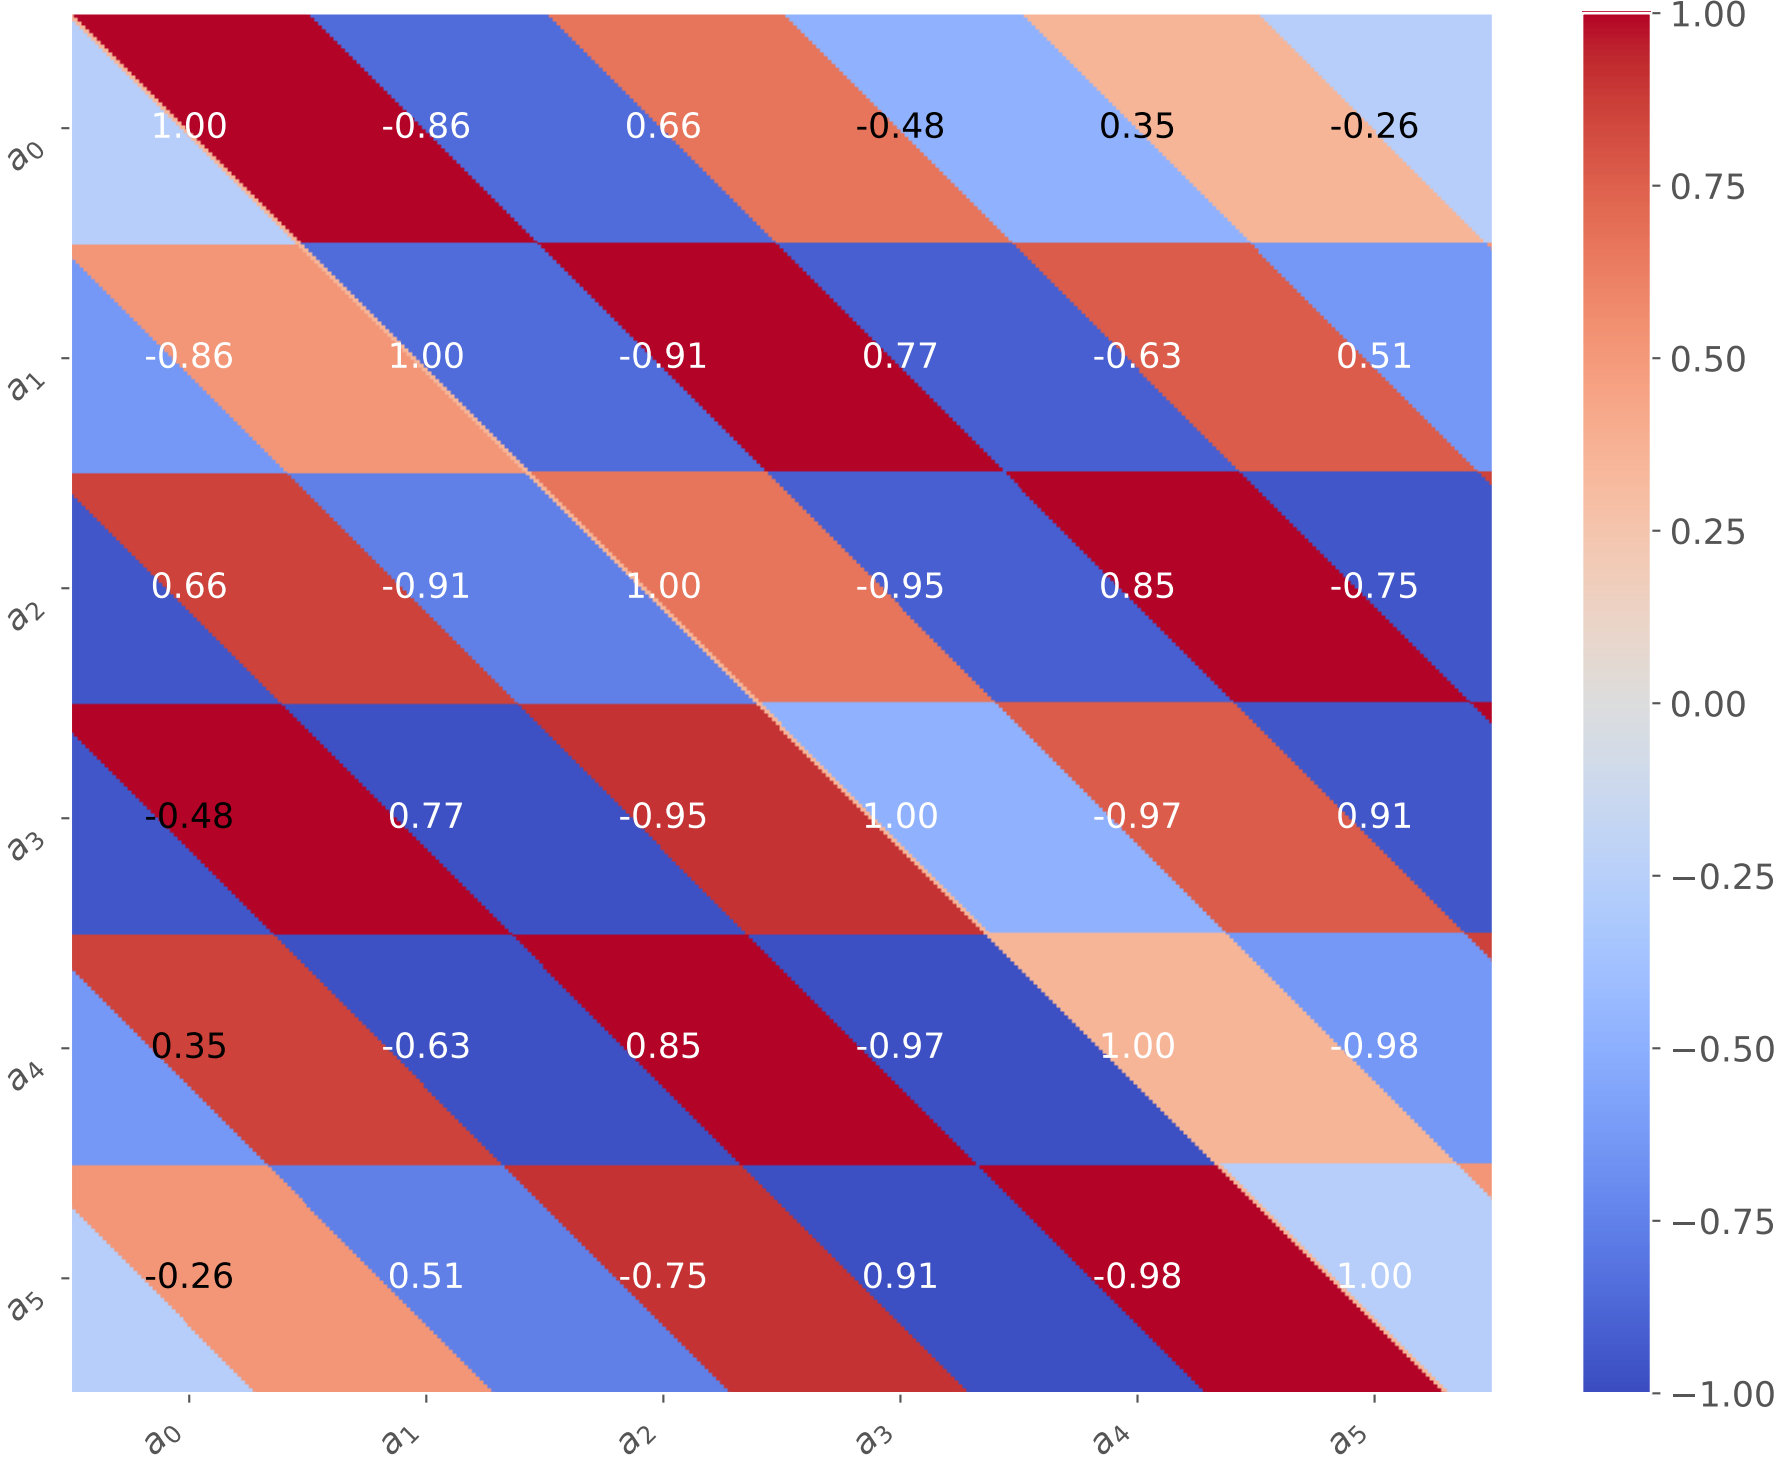 a0 1.00 -0.86 0.66 -0.48 0.35 -0.26
a1 -0.86 1.00 -0.91 0.77 -0.63 0.51
a2 0.66 -0.91 1.00 -0.95 0.85 -0.75
a3 -0.48 0.77 -0.95 1.00 -0.97 0.91
a4 0.35 -0.63 0.85 -0.97 1.00 -0.98
a5 -0.26 0.51 -0.75 0.91 -0.98 1.00
a0 a1 a2 a3 a4 a5
1.00
0.75
0.50
0.25
0.00
−0.25
−0.50
−0.75
−1.00